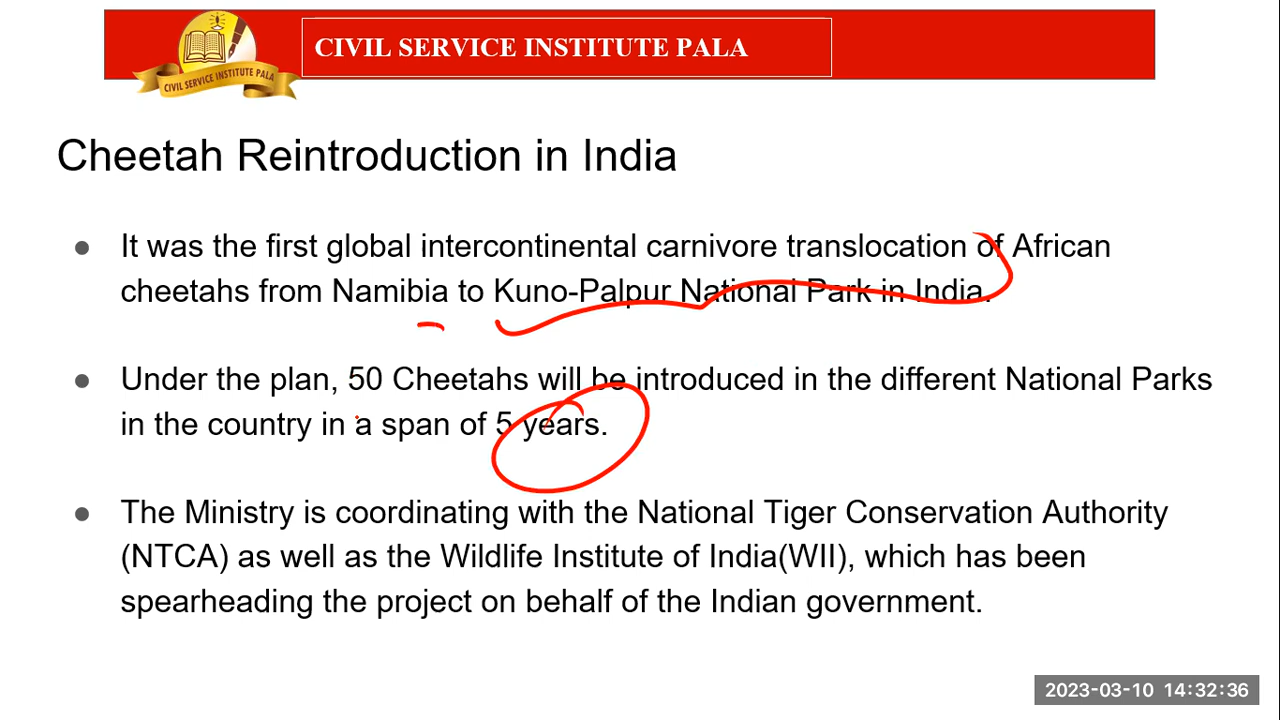 CIVIL SERVICE INSTITUTE PALA
CIVIL SERVICE INSTITUTE PALA
Cheetah Reintroduction in India
● It was the first global intercontinental carnivore translocation of African
cheetahs from Namibia to Kuno-Palpur National Park in India.
● Under the plan, 50 Cheetahs will be introduced in the different National Parks
in the country in a span of 5 years.
● The Ministry is coordinating with the National Tiger Conservation Authority
(NTCA) as well as the Wildlife Institute of India(WII), which has been
spearheading the project on behalf of the Indian government.
2023-03-10 14:32:36